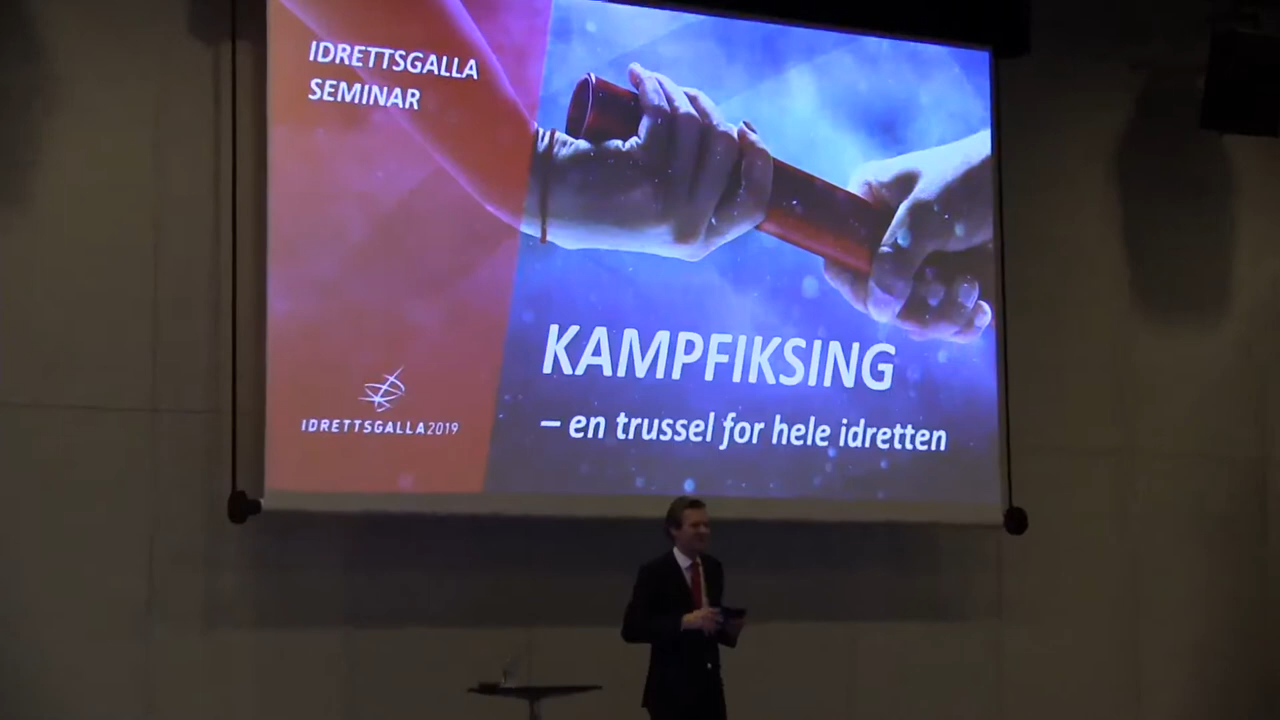 IDRETTSGALLA
SEMINAR
KAMPFIKSING
– en trussel for hele idretten
IDRETTSGALLA2019